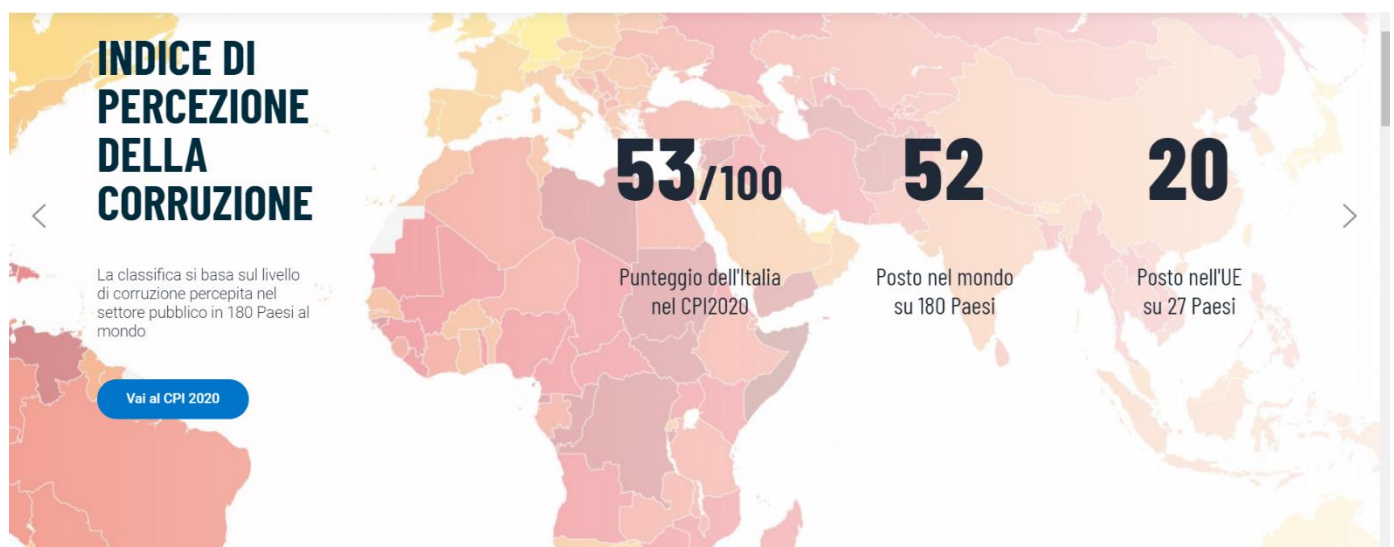 INDICE DI
PERCEZIONE
DELLA
CORRUZIONE
La classifica si basa sul livello
di corruzione percepita nel
settore pubblico in 180 Paesi al
mondo
Vai al CPI 2020
53/100
Punteggio dell'Italia
nel CPI2020
52
Posto nel mondo
su 180 Paesi
20
Posto nell'UE
su 27 Paesi